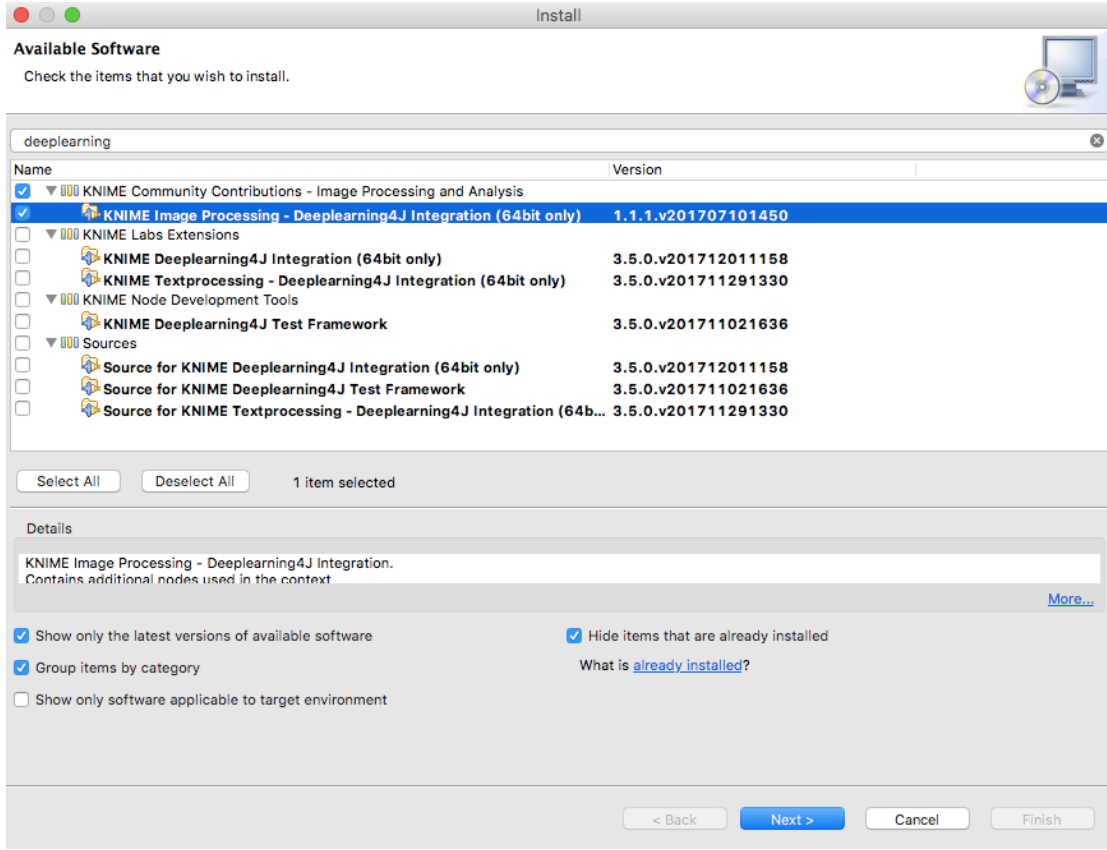 Install
Available Software
Check the items that you wish to install.
deeplearning
Name Version
KNIME Community Contributions - Image Processing and Analysis
KNIME Image Processing - Deeplearning4J Integration (64bit only) 1.1.1.v201707101450
KNIME Labs Extensions
KNIME Deeplearning4J Integration (64bit only) 3.5.0.v201712011158
KNIME Textprocessing - Deeplearning4J Integration (64bit only) 3.5.0.v201711291330
KNIME Node Development Tools
KNIME Deeplearning4J Test Framework 3.5.0.v201711021636
Sources
Source for KNIME Deeplearning4J Integration (64bit only) 3.5.0.v201712011158
Source for KNIME Deeplearning4J Test Framework 3.5.0.v201711021636
Source for KNIME Textprocessing - Deeplearning4J Integration (64b... 3.5.0.v201711291330
Select All Deselect All 1 item selected
Details
KNIME Image Processing - Deeplearning4J Integration.
Contains additional nodes used in the context
More...
Show only the latest versions of available software Hide items that are already installed
Group items by category What is already installed?
Show only software applicable to target environment
< Back Next > Cancel Finish